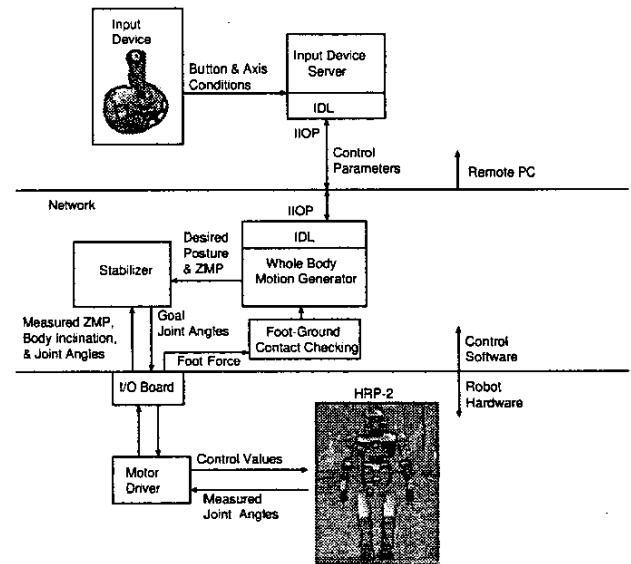 Input
Device
Button & Axis
Conditions
Input Device
Server
IDL
IIOP
Control
Parameters
Remote PC
Network
IIOP
IDL
Whole Body
Motion Generator
Desired
Posture
& ZMP
Stabilizer
Measured ZMP,
Body Inclination,
& Joint Angles
Goal
Joint Angles
Foot-Ground
Contact Checking
Foot Force
Control
Software
Robot
Hardware
I/O Board
HRP-2
Motor
Driver
Control Values
Measured
Joint Angles